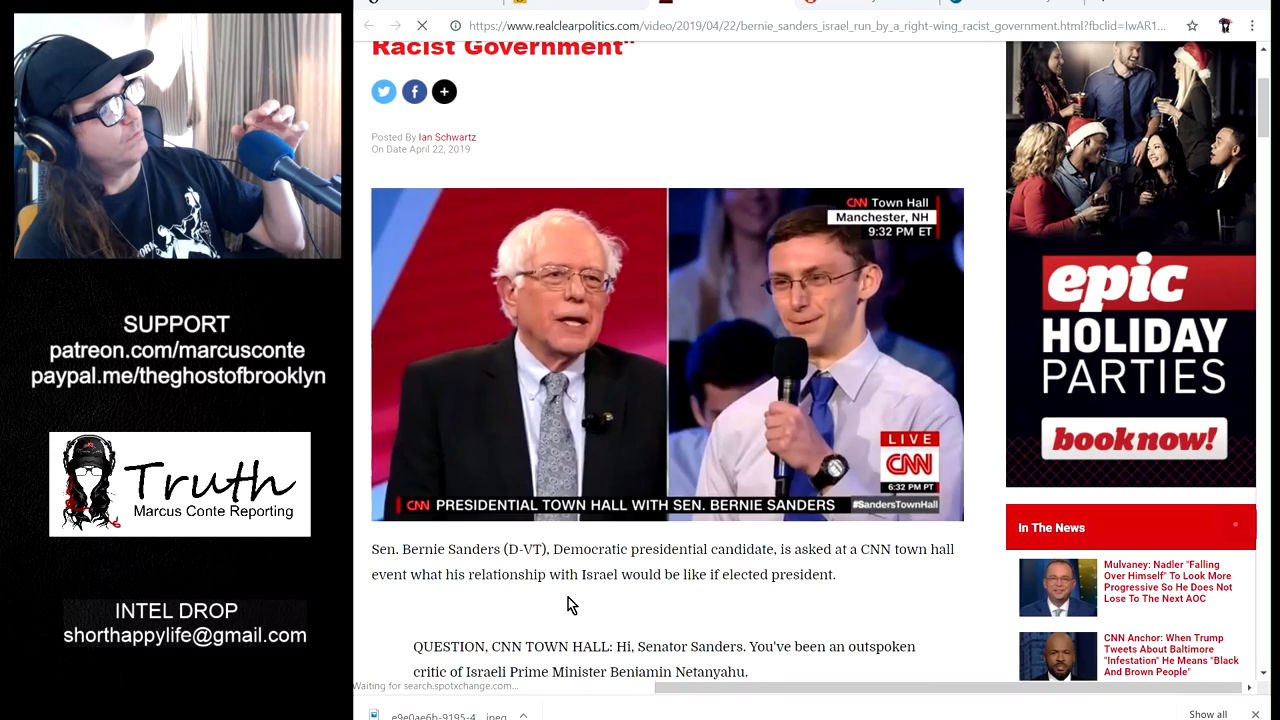 https://www.realclearpolitics.com/video/2019/04/22/bernie_sanders_israel_run_by_a_right-wing_racist_government.html?fbclid=IwAR1...
Racist Government"
Posted By Ian Schwartz
On Date April 22, 2019
CNN Town Hall
Manchester, NH
9:32 PM ET
LIVE
CNN
6:32 PM PT
CNN PRESIDENTIAL TOWN HALL WITH SEN. BERNIE SANDERS #SandersTownHall
Sen. Bernie Sanders (D-VT), Democratic presidential candidate, is asked at a CNN town hall
event what his relationship with Israel would be like if elected president.
QUESTION, CNN TOWN HALL: Hi, Senator Sanders. You've been an outspoken
critic of Israeli Prime Minister Benjamin Netanyahu.
Waiting for search.spotxchange.com...
SUPPORT
patreon.com/marcusconte
paypal.me/theghostofbrooklyn
Truth
Marcus Conte Reporting
INTEL DROP
shorthappylife@gmail.com
epic
HOLIDAY
PARTIES
book now!
In The News
Mulvaney: Nadler "Falling
Over Himself" To Look More
Progressive So He Does Not
Lose To The Next AOC
CNN Anchor: When Trump
Tweets About Baltimore
"Infestation" He Means "Black
And Brown People"
e9e0ae6b-9195-4....jpeg
Show all